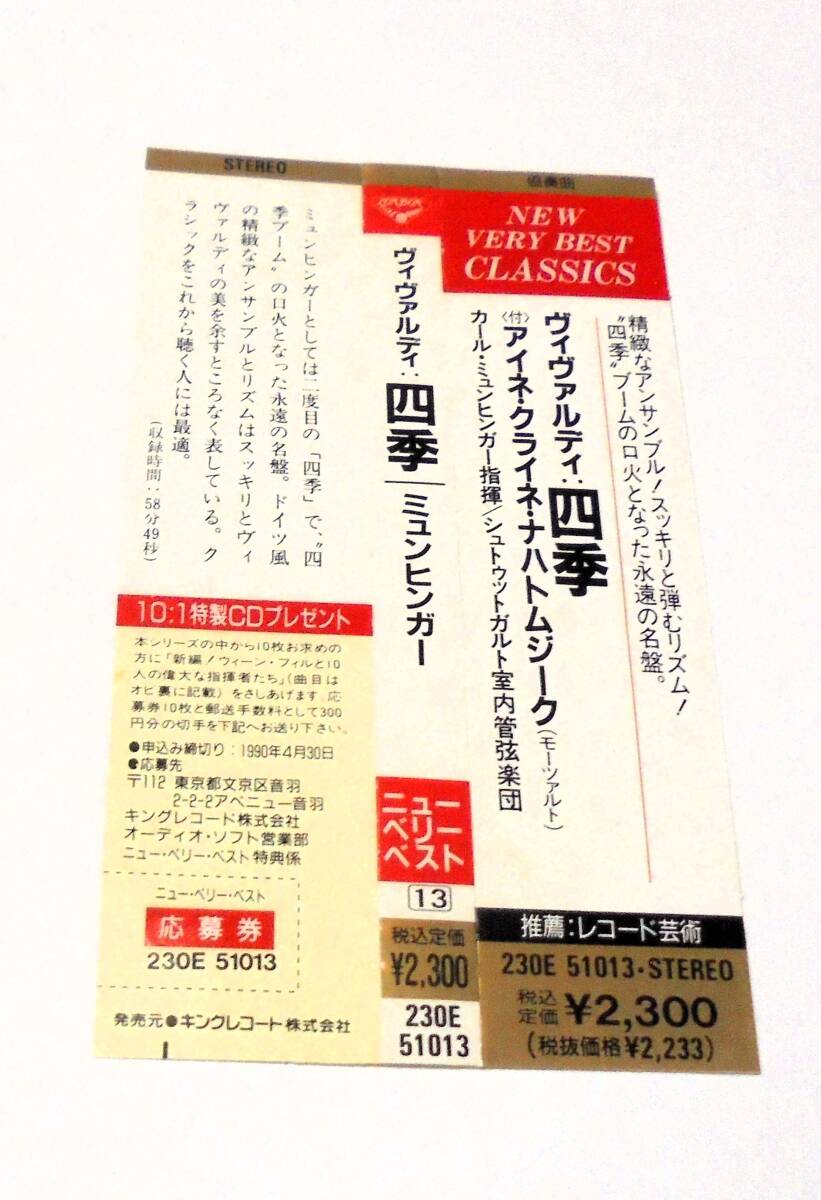 協奏曲
NEW
VERY BEST
CLASSICS
精緻なアンサンブル！スッキリと弾むリズム！
“四季”ブームの口火となった永遠の名盤。
ヴィヴァルディ：四季
〈付〉アイネ・クライネ・ナハトムジーク（モーツァルト）
カール・ミュンヒンガー指揮／シュトゥットガルト室内管弦楽団
推薦：レコード芸術
230E 51013・STEREO
税込
定価 ¥2,300
（税抜価格¥2,233）
LONDON
ヴィヴァルディ：四季｜ミュンヒンガー
ニュー
ベリー
ベスト
13
税込定価
¥2,300
230E
51013
STEREO
ミュンヒンガーとしては二度目の「四季」で、“四
季ブーム”の口火となった永遠の名盤。ドイツ風
の精緻なアンサンブルとリズムはスッキリとヴィ
ヴァルディの美を余すところなく表している。ク
ラシックをこれから聴く人には最適。
（収録時間：58分49秒）
10:1特製CDプレゼント
本シリーズの中から10枚お求めの
方に「新編！ウィーン・フィルと10
人の偉大な指揮者たち」（曲目は
オビ裏に記載）をさしあげます。応
募券10枚と郵送手数料として300
円分の切手を下記へお送り下さい。
●申込み締切り：1990年4月30日
●応募先
〒112 東京都文京区音羽
2-2-2アベニュー音羽
キングレコード株式会社
オーディオ・ソフト営業部
ニュー・ベリー・ベスト特典係
ニュー・ベリー・ベスト
応募券
230E 51013
発売元●キングレコード株式会社